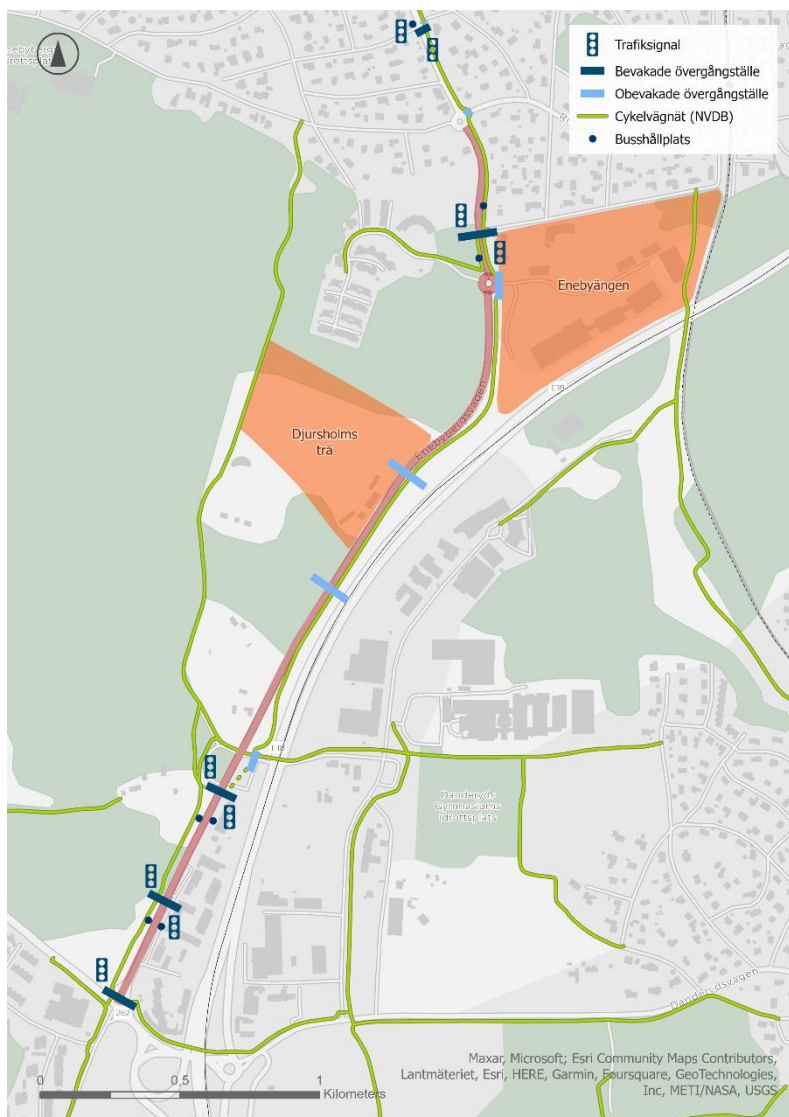 Trafiksignal
Bevakade övergångställe
Obevakade övergångställe
Cykelvägnät (NVDB)
Busshållplats
Idrottsplats
Enebyängen
E18
Enebybergsvägen
Djursholms
trä
E18
Danderyds
Gymnasiums
Idrottsplats
Danderydsvägen
262
0
0,5
1
Kilometers
Maxar, Microsoft; Esri Community Maps Contributors,
Lantmäteriet, Esri, HERE, Garmin, Foursquare, GeoTechnologies,
Inc, METI/NASA, USGS